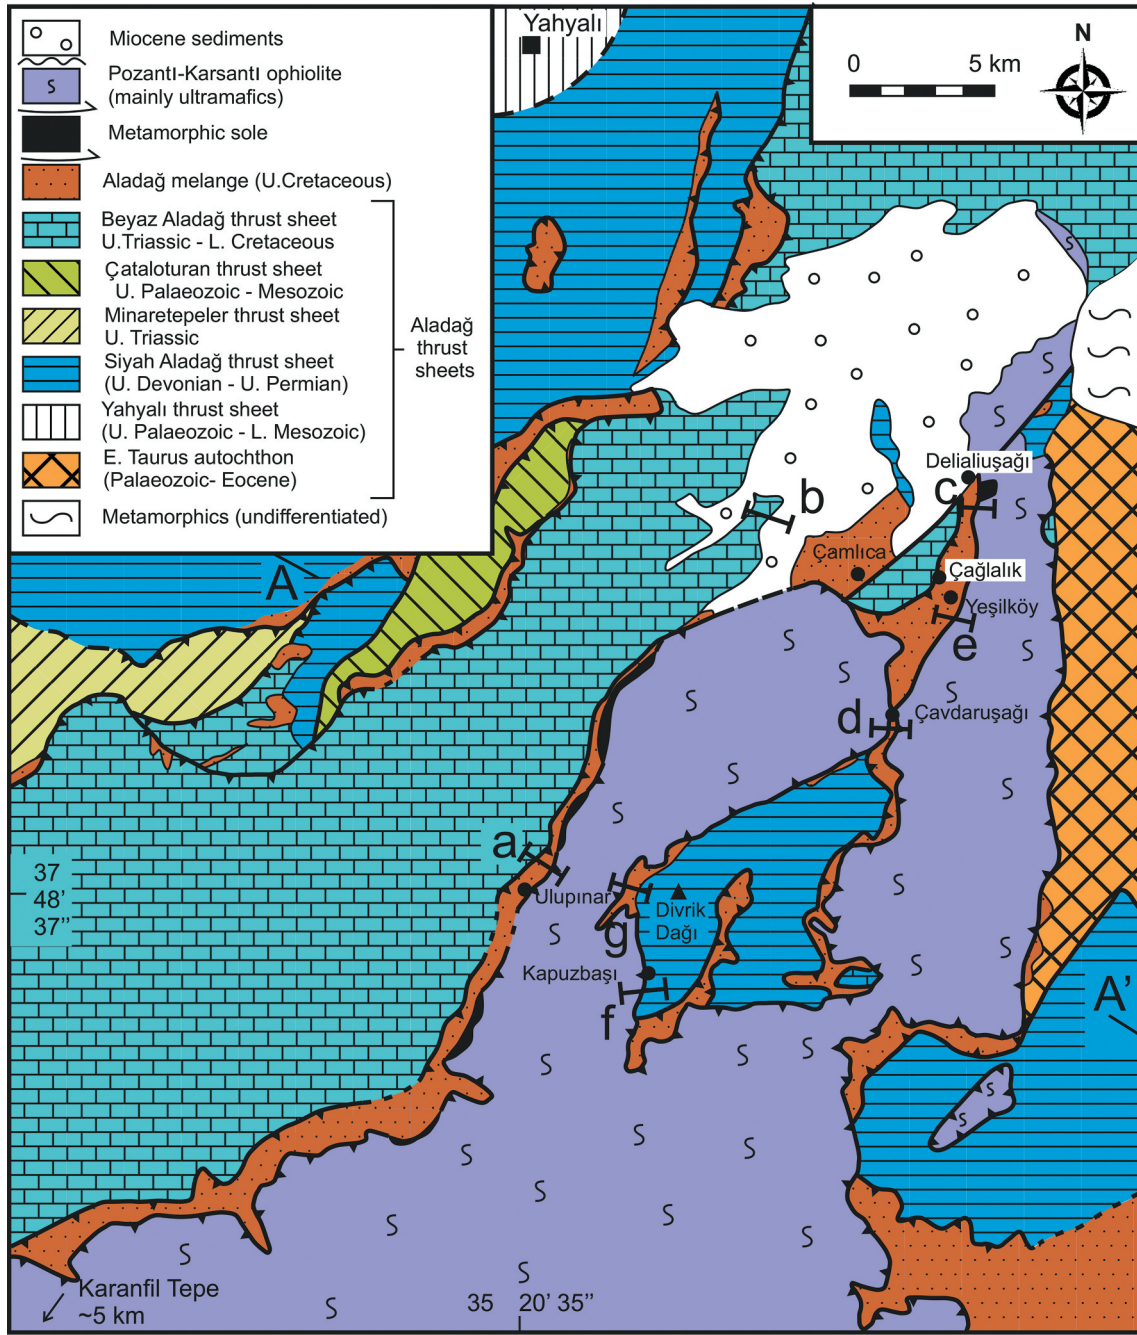 Miocene sediments
Pozantı-Karsantı ophiolite
(mainly ultramafics)
Metamorphic sole
Aladağ melange (U.Cretaceous)
Beyaz Aladağ thrust sheet
U.Triassic - L. Cretaceous
Çataloturan thrust sheet
U. Palaeozoic - Mesozoic
Minaretepeler thrust sheet
U. Triassic
Siyah Aladağ thrust sheet
(U. Devonian - U. Permian)
Yahyalı thrust sheet
(U. Palaeozoic - L. Mesozoic)
E. Taurus autochthon
(Palaeozoic- Eocene)
Metamorphics (undifferentiated)
Aladağ
thrust
sheets
Yahyalı
0 5 km
N
Delialiuşağı
b
c
Çamlıca
Çağlalık
Yeşilköy
e
A
d
Çavdaruşağı
a
Ulupınar
37
48'
37"
Divrik
Dağı
g
Kapuzbaşı
f
A'
Karanfil Tepe
~5 km
35 20' 35"